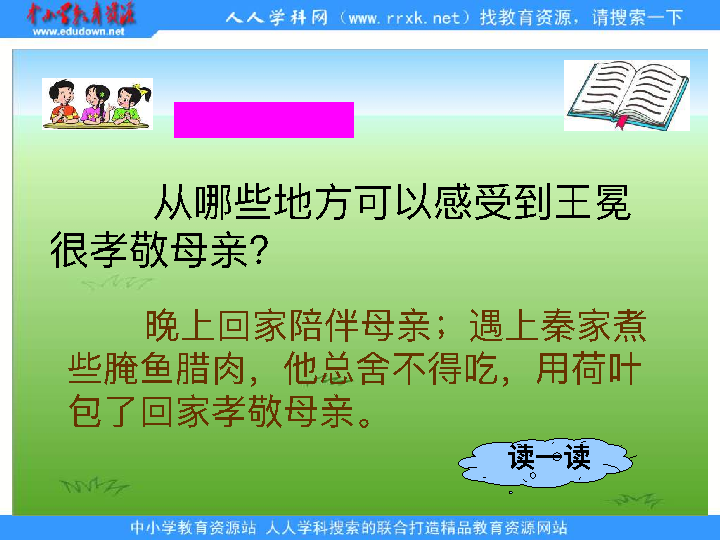 中小学教育资源
www.edudown.net
人人学科网（www.rrxk.net）找教育资源，请搜索一下
从哪些地方可以感受到王冕
很孝敬母亲?
晚上回家陪伴母亲；遇上秦家煮
些腌鱼腊肉，他总舍不得吃，用荷叶
包了回家孝敬母亲。
读一读
中小学教育资源站 人人学科搜索的联合打造精品教育资源网站